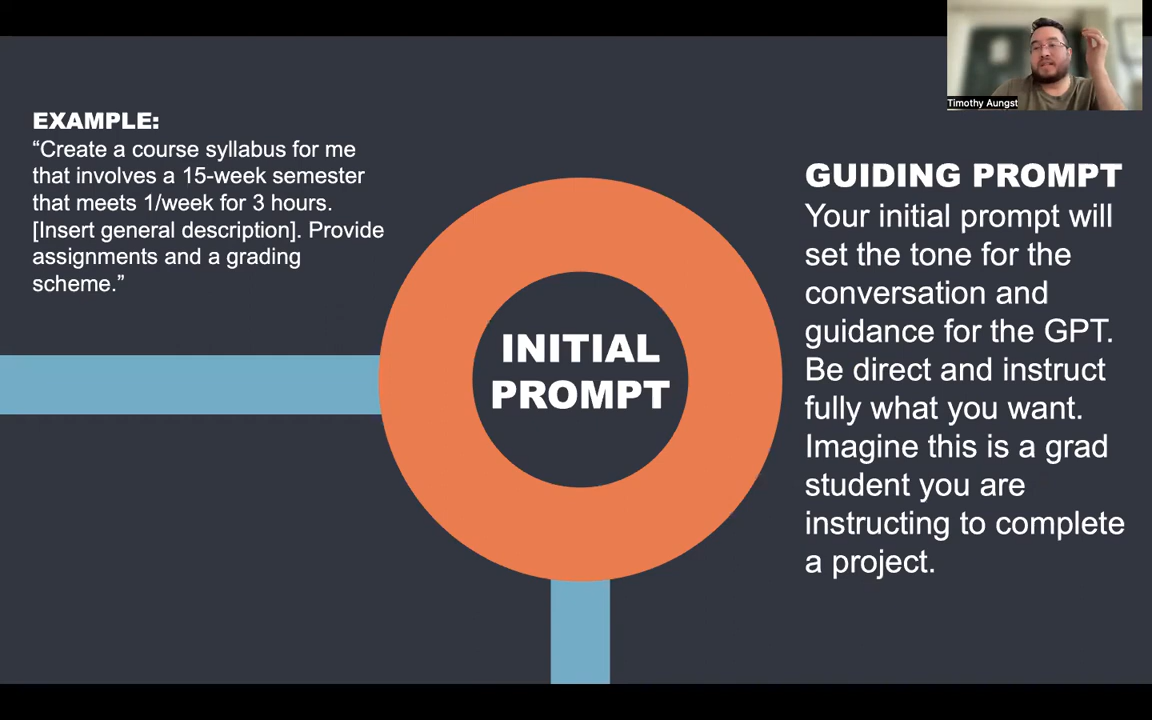 Timothy Aungst
EXAMPLE:
“Create a course syllabus for me
that involves a 15-week semester
that meets 1/week for 3 hours.
[Insert general description]. Provide
assignments and a grading
scheme.”
INITIAL
PROMPT
GUIDING PROMPT
Your initial prompt will
set the tone for the
conversation and
guidance for the GPT.
Be direct and instruct
fully what you want.
Imagine this is a grad
student you are
instructing to complete
a project.